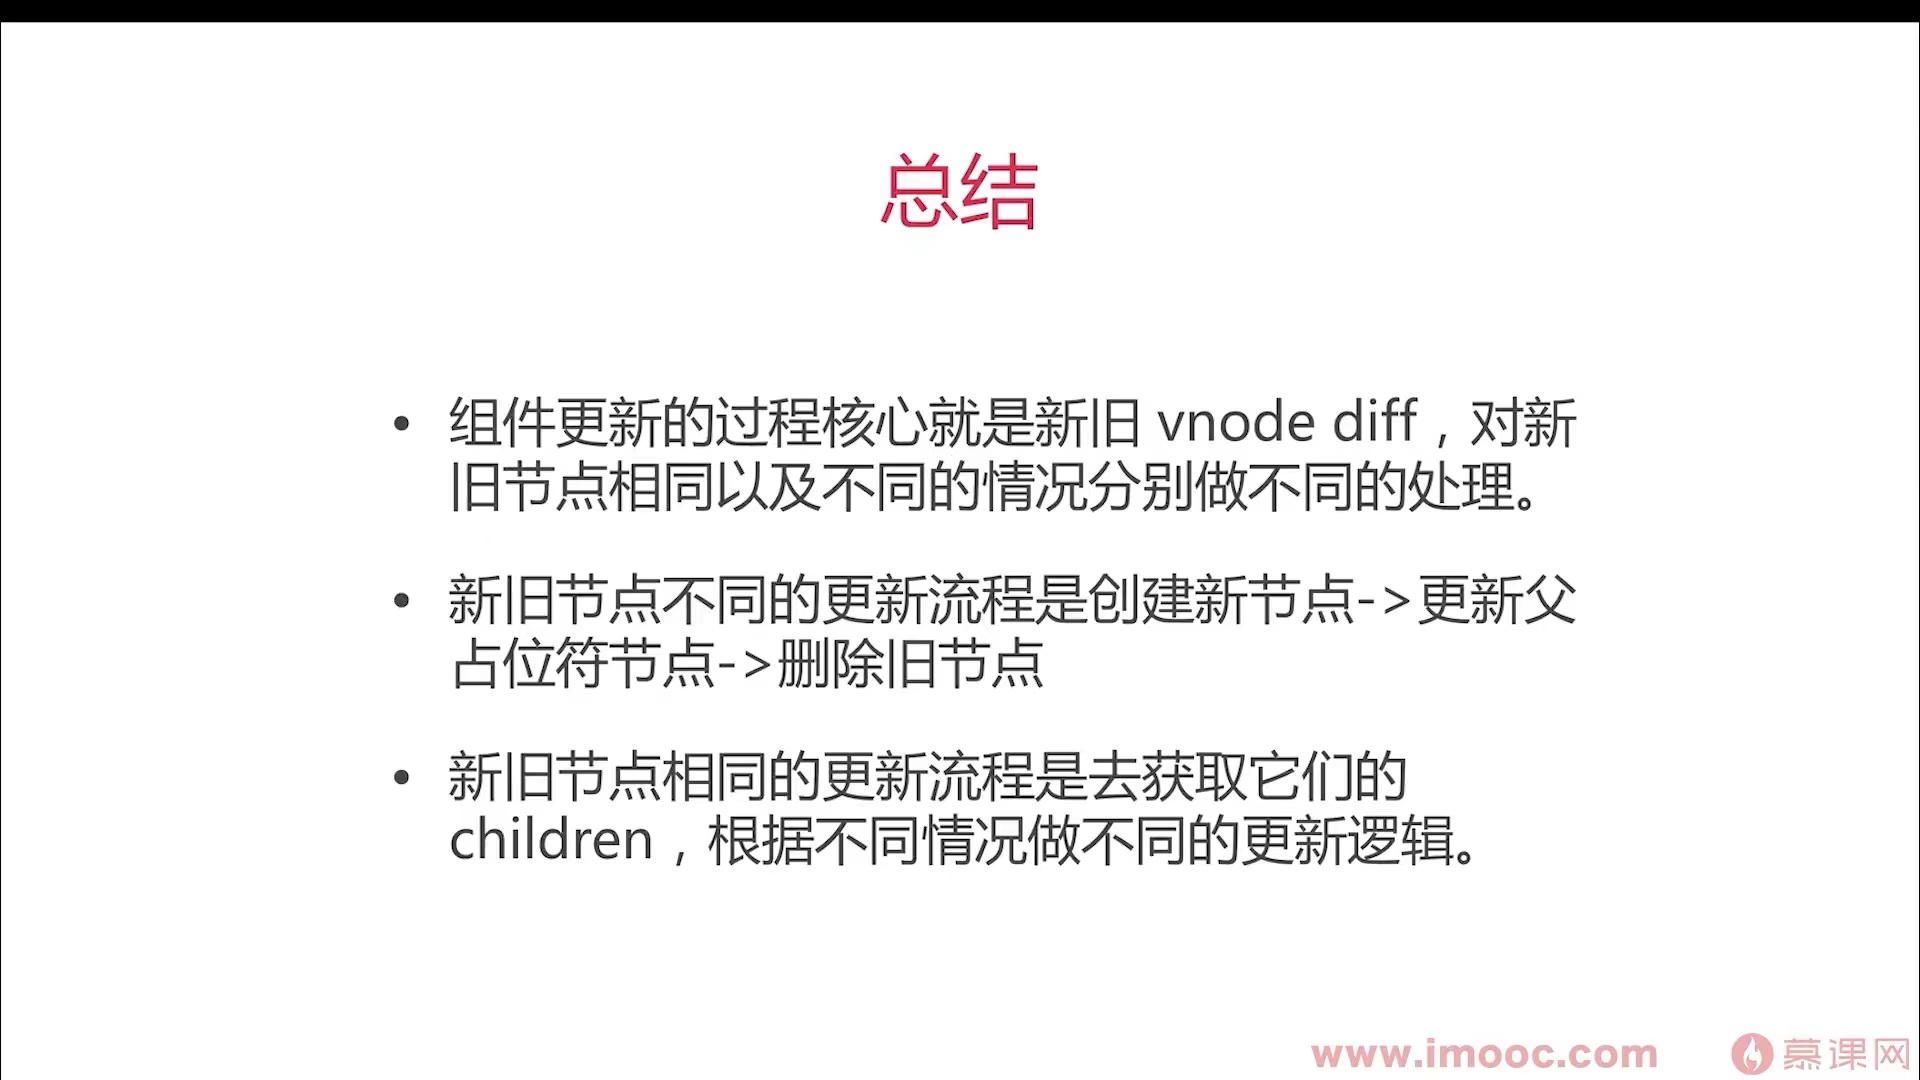 总结
• 组件更新的过程核心就是新旧 vnode diff，对新
旧节点相同以及不同的情况分别做不同的处理。
• 新旧节点不同的更新流程是创建新节点->更新父
占位符节点->删除旧节点
• 新旧节点相同的更新流程是去获取它们的
children，根据不同情况做不同的更新逻辑。
www.imooc.com 慕课网